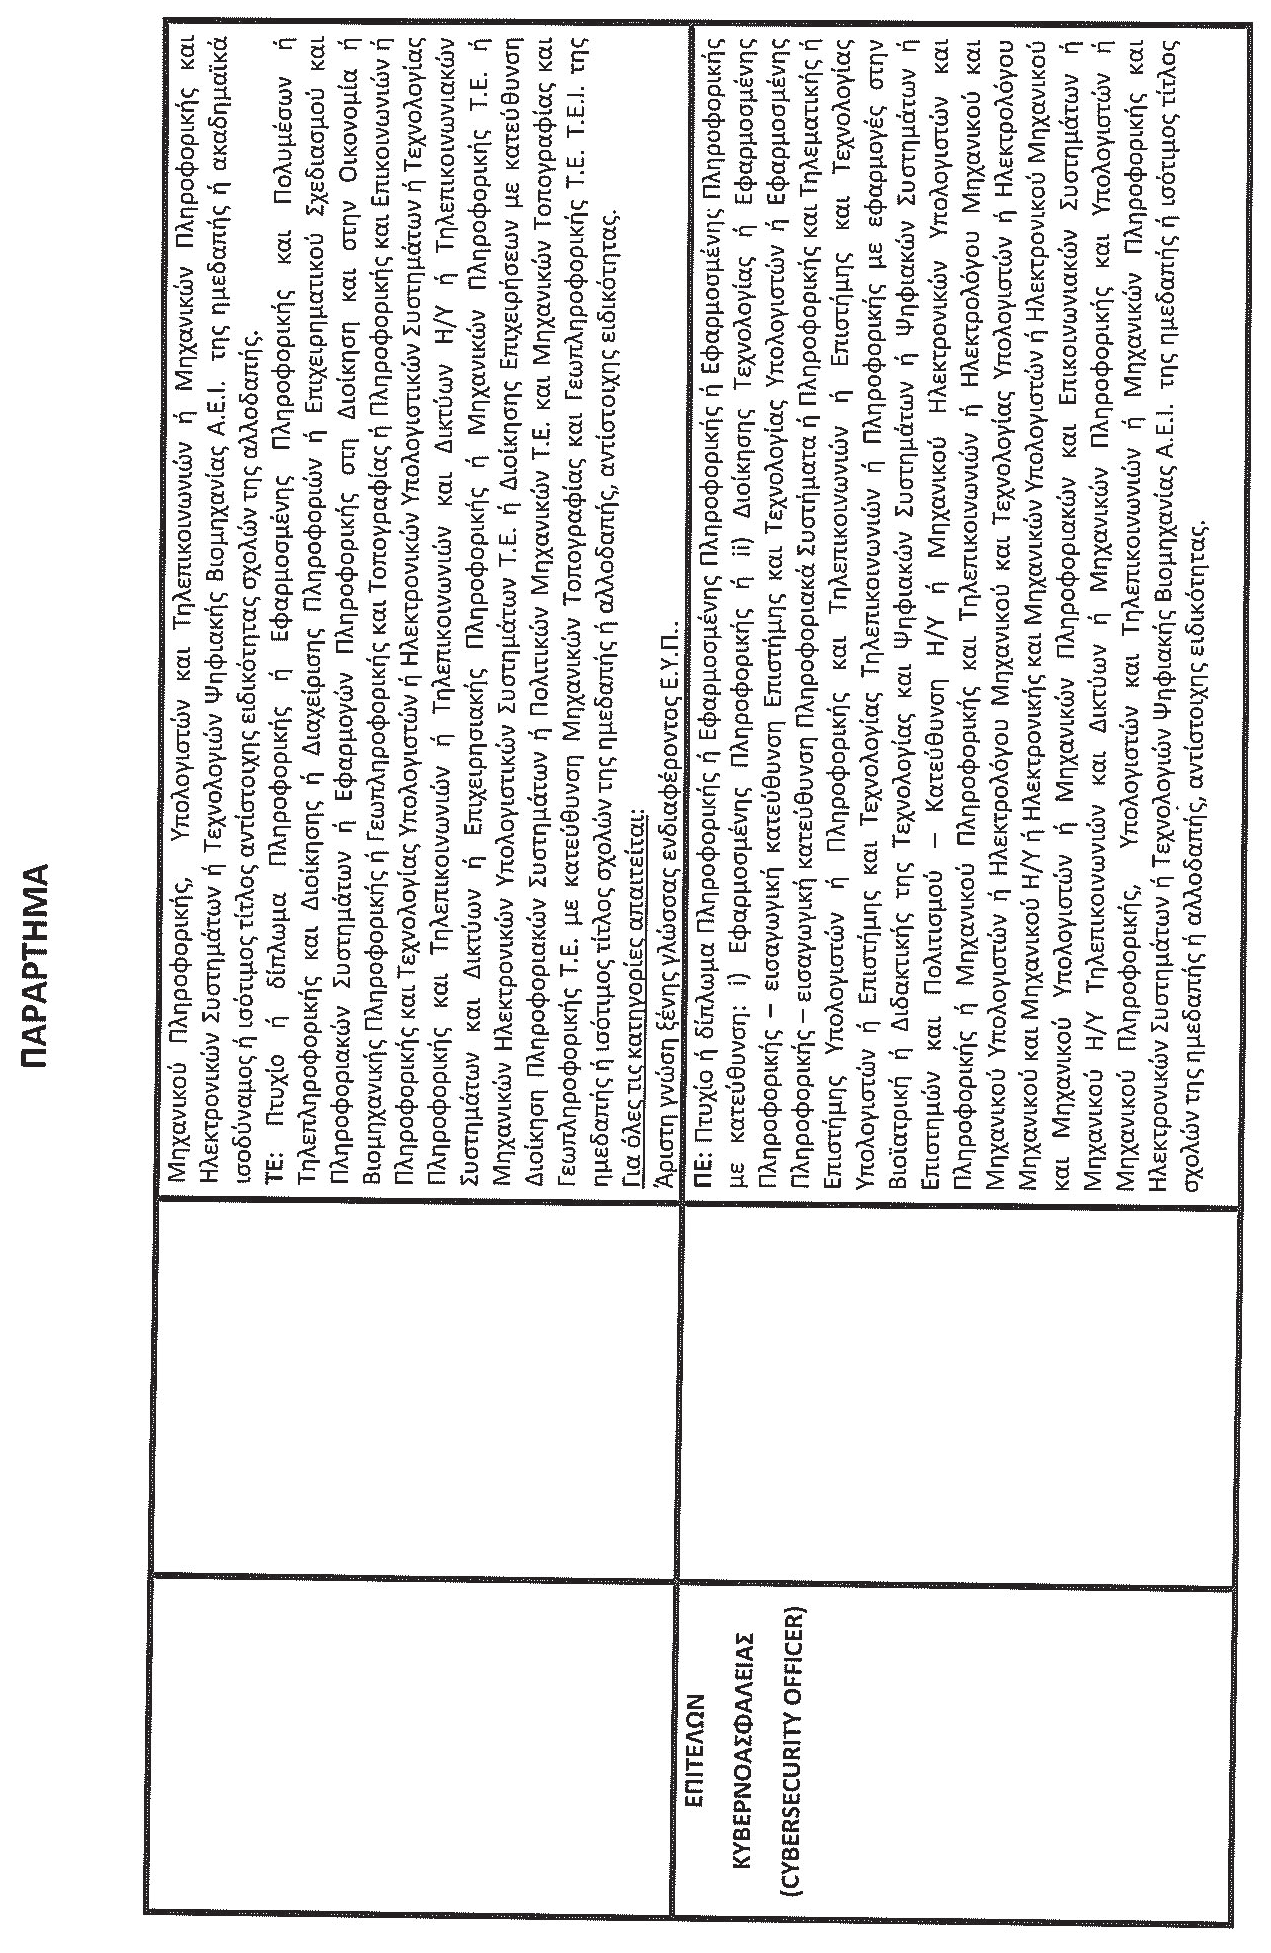 ΠΑΡΑΡΤΗΜΑ
Μηχανικού Πληροφορικής, Υπολογιστών και Τηλεπικοινωνιών ή Μηχανικών Πληροφορικής και
Ηλεκτρονικών Συστημάτων ή Τεχνολογιών Ψηφιακής Βιομηχανίας Α.Ε.Ι. της ημεδαπής ή ακαδημαϊκά
ισοδύναμος ή ισότιμος τίτλος αντίστοιχης ειδικότητας σχολών της αλλοδαπής.
ΤΕ: Πτυχίο ή δίπλωμα Πληροφορικής ή Εφαρμοσμένης Πληροφορικής και Πολυμέσων ή
Τηλεπληροφορικής και Διοίκησης ή Διαχείρισης Πληροφοριών ή Επιχειρηματικού Σχεδιασμού και
Πληροφοριακών Συστημάτων ή Εφαρμογών Πληροφορικής στη Διοίκηση και στην Οικονομία ή
Βιομηχανικής Πληροφορικής ή Γεωπληροφορικής και Τοπογραφίας ή Πληροφορικής και Επικοινωνιών ή
Πληροφορικής και Τεχνολογίας Υπολογιστών ή Ηλεκτρονικών Υπολογιστικών Συστημάτων ή Τεχνολογίας
Πληροφορικής και Τηλεπικοινωνιών ή Τηλεπικοινωνιών και Δικτύων Η/Υ ή Τηλεπικοινωνιακών
Συστημάτων και Δικτύων ή Επιχειρησιακής Πληροφορικής ή Μηχανικών Πληροφορικής Τ.Ε. ή
Μηχανικών Ηλεκτρονικών Υπολογιστικών Συστημάτων Τ.Ε. ή Διοίκησης Επιχειρήσεων με κατεύθυνση
Διοίκηση Πληροφοριακών Συστημάτων ή Πολιτικών Μηχανικών Τ.Ε. και Μηχανικών Τοπογραφίας και
Γεωπληροφορικής Τ.Ε. με κατεύθυνση Μηχανικών Τοπογραφίας και Γεωπληροφορικής Τ.Ε. Τ.Ε.Ι. της
ημεδαπής ή ισότιμος τίτλος σχολών της ημεδαπής ή αλλοδαπής, αντίστοιχης ειδικότητας.
Για όλες τις κατηγορίες απαιτείται:
Άριστη γνώση ξένης γλώσσας ενδιαφέροντος Ε.Υ.Π..
ΕΠΙΤΕΛΩΝ
ΚΥΒΕΡΝΟΑΣΦΑΛΕΙΑΣ
(CYBERSECURITY OFFICER)
ΠΕ: Πτυχίο ή δίπλωμα Πληροφορικής ή Εφαρμοσμένης Πληροφορικής ή Εφαρμοσμένης Πληροφορικής
με κατεύθυνση: i) Εφαρμοσμένης Πληροφορικής ή ii) Διοίκησης Τεχνολογίας ή Εφαρμοσμένης
Πληροφορικής – εισαγωγική κατεύθυνση Επιστήμης και Τεχνολογίας Υπολογιστών ή Εφαρμοσμένης
Πληροφορικής – εισαγωγική κατεύθυνση Πληροφοριακά Συστήματα ή Πληροφορικής και Τηλεματικής ή
Επιστήμης Υπολογιστών ή Πληροφορικής και Τηλεπικοινωνιών ή Επιστήμης και Τεχνολογίας
Υπολογιστών ή Επιστήμης και Τεχνολογίας Τηλεπικοινωνιών ή Πληροφορικής με εφαρμογές στην
Βιοϊατρική ή Διδακτικής της Τεχνολογίας και Ψηφιακών Συστημάτων ή Ψηφιακών Συστημάτων ή
Επιστημών και Πολιτισμού – Κατεύθυνση Η/Υ ή Μηχανικού Ηλεκτρονικών Υπολογιστών και
Πληροφορικής ή Μηχανικού Πληροφορικής και Τηλεπικοινωνιών ή Ηλεκτρολόγου Μηχανικού και
Μηχανικού Υπολογιστών ή Ηλεκτρολόγου Μηχανικού και Τεχνολογίας Υπολογιστών ή Ηλεκτρολόγου
Μηχανικού και Μηχανικού Η/Υ ή Ηλεκτρονικής και Μηχανικών Υπολογιστών ή Ηλεκτρονικού Μηχανικού
και Μηχανικού Υπολογιστών ή Μηχανικών Πληροφοριακών και Επικοινωνιακών Συστημάτων ή
Μηχανικού Η/Υ Τηλεπικοινωνιών και Δικτύων ή Μηχανικών Πληροφορικής και Υπολογιστών ή
Μηχανικού Πληροφορικής, Υπολογιστών και Τηλεπικοινωνιών ή Μηχανικών Πληροφορικής και
Ηλεκτρονικών Συστημάτων ή Τεχνολογιών Ψηφιακής Βιομηχανίας Α.Ε.Ι. της ημεδαπής ή ισότιμος τίτλος
σχολών της ημεδαπής ή αλλοδαπής, αντίστοιχης ειδικότητας.